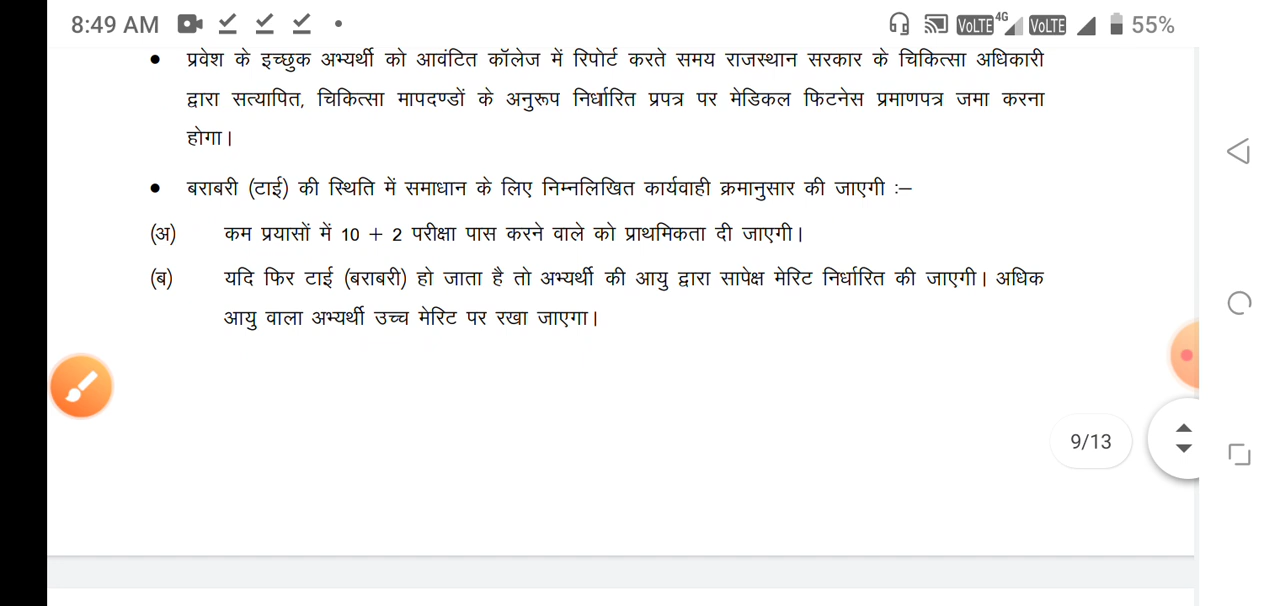 8:49 AM
VoLTE 4G VoLTE 55%
• प्रवेश के इच्छुक अभ्यर्थी को आवंटित कॉलेज में रिपोर्ट करते समय राजस्थान सरकार के चिकित्सा अधिकारी
द्वारा सत्यापित, चिकित्सा मापदण्डों के अनुरूप निर्धारित प्रपत्र पर मेडिकल फिटनेस प्रमाणपत्र जमा करना
होगा।
• बराबरी (टाई) की स्थिति में समाधान के लिए निम्नलिखित कार्यवाही क्रमानुसार की जाएगी :–
(अ) कम प्रयासों में 10 + 2 परीक्षा पास करने वाले को प्राथमिकता दी जाएगी।
(ब) यदि फिर टाई (बराबरी) हो जाता है तो अभ्यर्थी की आयु द्वारा सापेक्ष मेरिट निर्धारित की जाएगी। अधिक
आयु वाला अभ्यर्थी उच्च मेरिट पर रखा जाएगा।
9/13